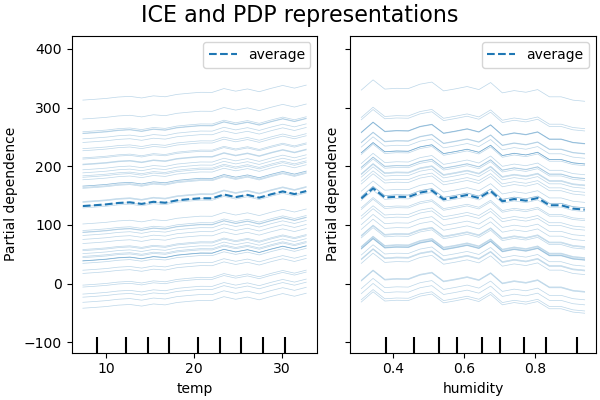 ICE and PDP representations
400
300
200
100
0
−100
Partial dependence
average
10
20
30
temp
Partial dependence
average
0.4
0.6
0.8
humidity